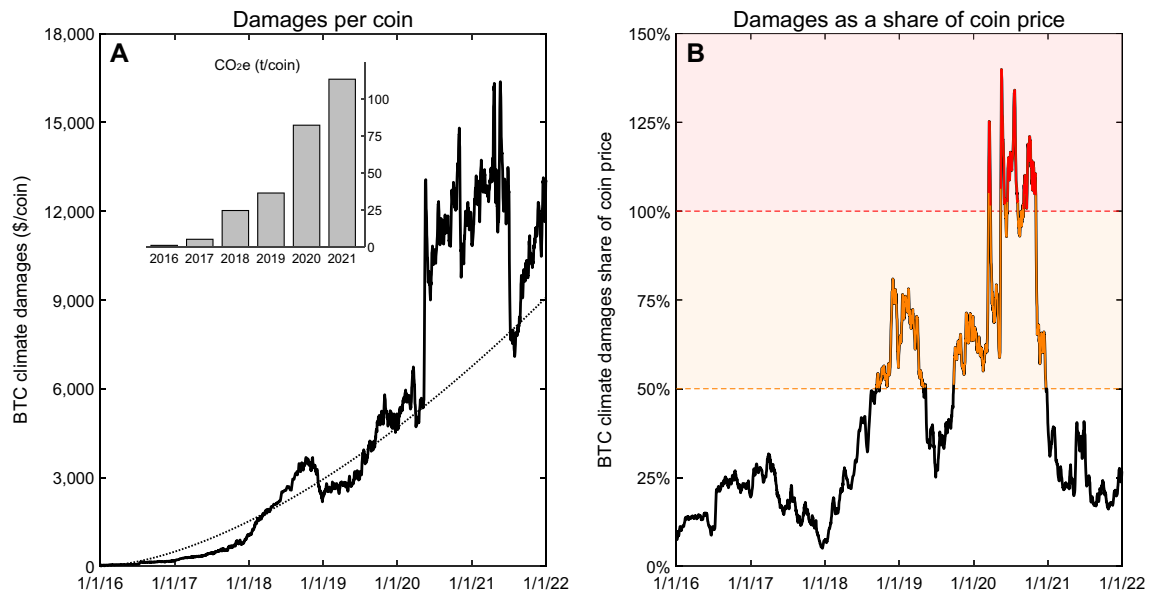 Damages per coin
A
BTC climate damages ($/coin)
18,000
15,000
12,000
9,000
6,000
3,000
0
1/1/16 1/1/17 1/1/18 1/1/19 1/1/20 1/1/21 1/1/22
CO₂e (t/coin)
100
75
50
25
0
2016 2017 2018 2019 2020 2021
Damages as a share of coin price
B
BTC climate damages share of coin price
150%
125%
100%
75%
50%
25%
0%
1/1/16 1/1/17 1/1/18 1/1/19 1/1/20 1/1/21 1/1/22